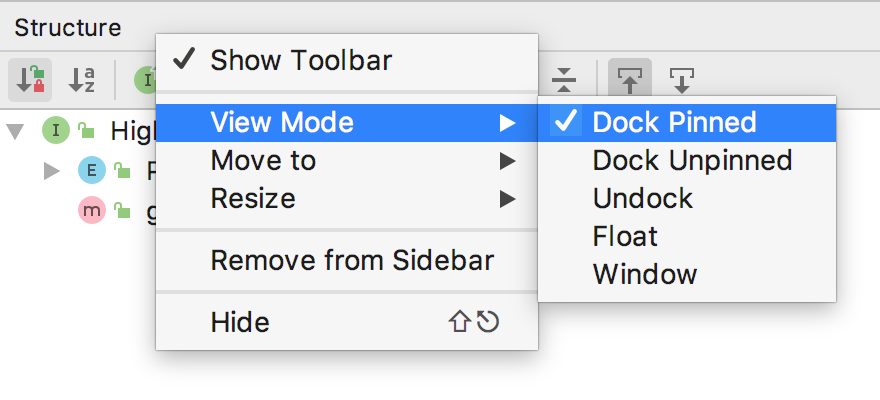 Structure
Show Toolbar
View Mode
Move to
Resize
Remove from Sidebar
Hide
Dock Pinned
Dock Unpinned
Undock
Float
Window
a
z
I
I
E
m